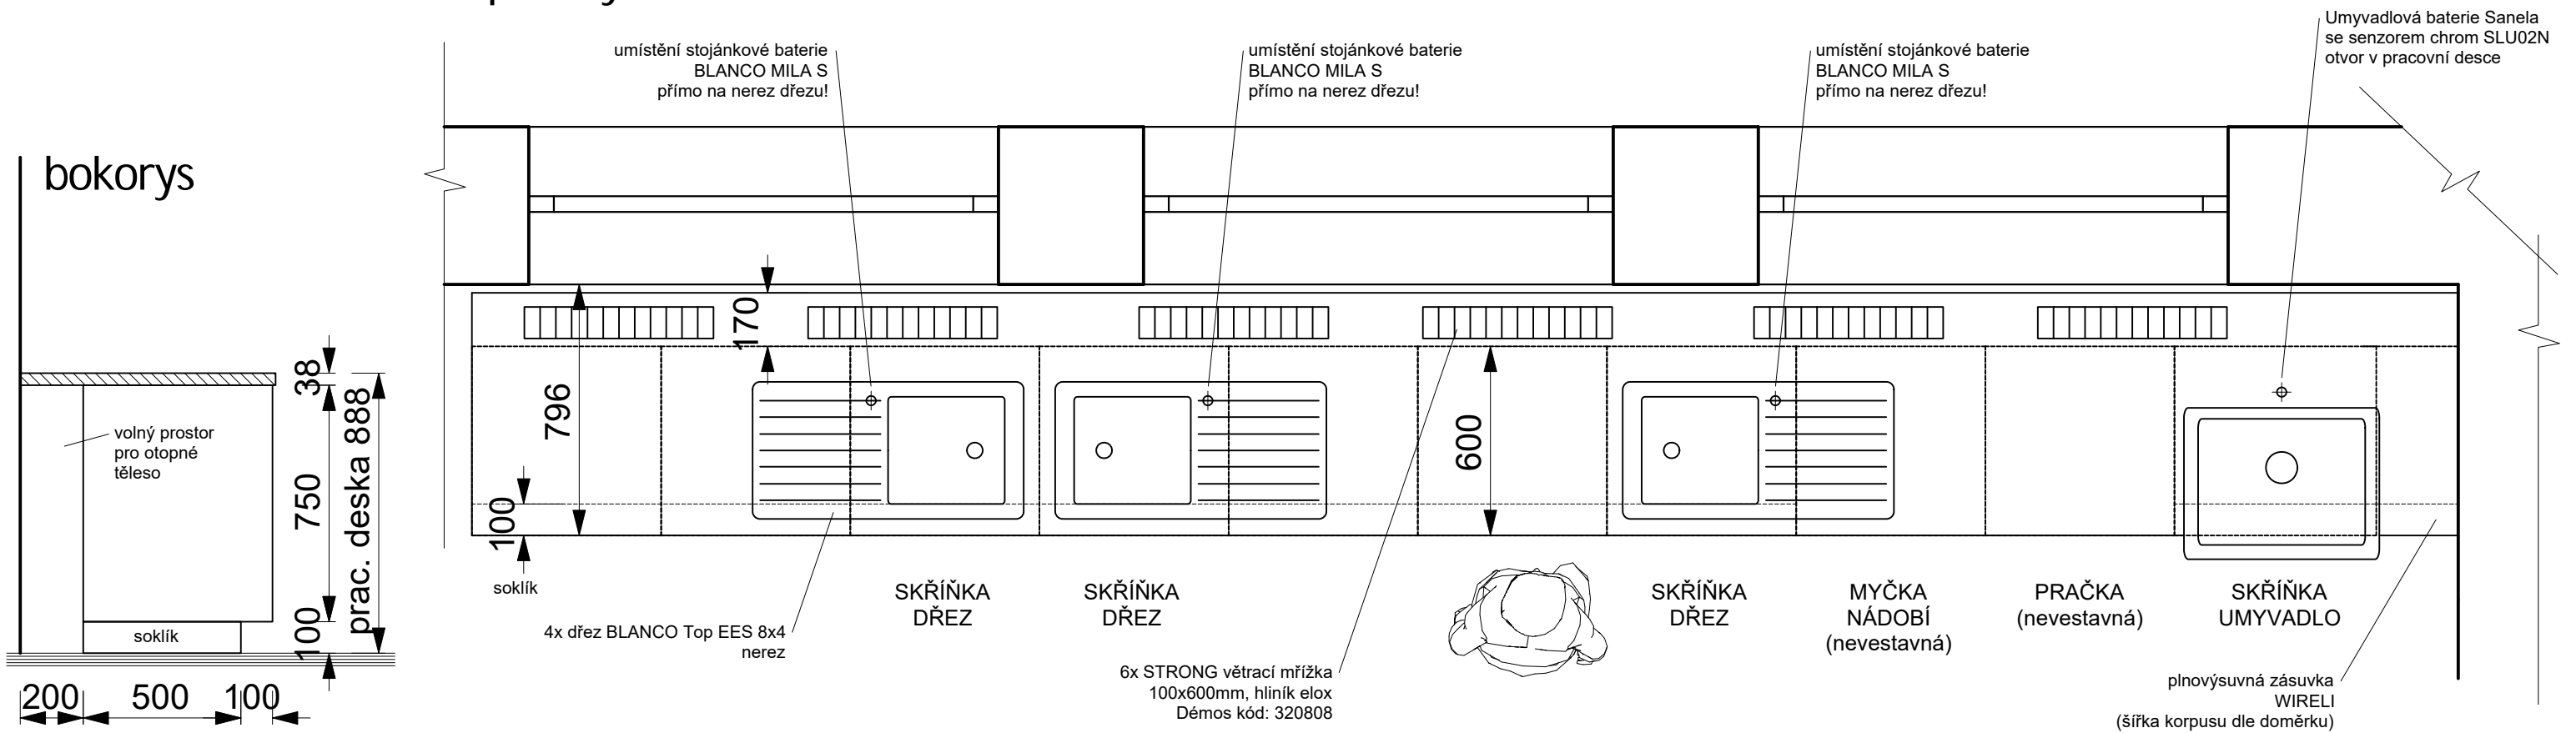 umístění stojánkové baterie
BLANCO MILA S
přímo na nerez dřezu!
umístění stojánkové baterie
BLANCO MILA S
přímo na nerez dřezu!
umístění stojánkové baterie
BLANCO MILA S
přímo na nerez dřezu!
Umyvadlová baterie Sanela
se senzorem chrom SLU02N
otvor v pracovní desce
bokorys
volný prostor
pro otopné
těleso
soklík
38
750
100
prac. deska 888
200
500
100
170
796
100
600
soklík
4x dřez BLANCO Top EES 8x4
nerez
SKŘÍŇKA
DŘEZ
SKŘÍŇKA
DŘEZ
6x STRONG větrací mřížka
100x600mm, hliník elox
Démos kód: 320808
SKŘÍŇKA
DŘEZ
MYČKA
NÁDOBÍ
(nevestavná)
PRAČKA
(nevestavná)
SKŘÍŇKA
UMYVADLO
plnovýsuvná zásuvka
WIRELI
(šířka korpusu dle doměrku)